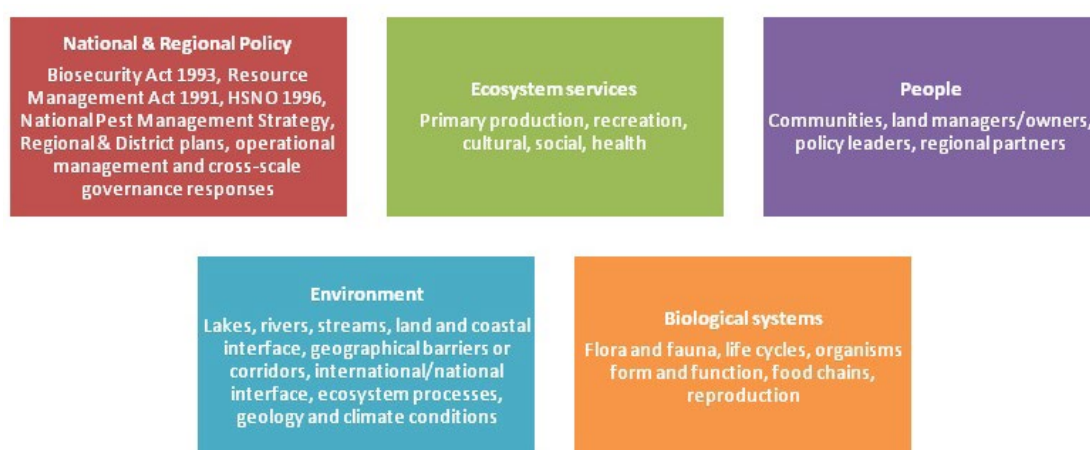 National & Regional Policy
Biosecurity Act 1993, Resource
Management Act 1991, HSNO 1996,
National Pest Management Strategy,
Regional & District plans, operational
management and cross-scale
governance responses
Ecosystem services
Primary production, recreation,
cultural, social, health
People
Communities, land managers/owners,
policy leaders, regional partners
Environment
Lakes, rivers, streams, land and coastal
interface, geographical barriers or
corridors, international/national
interface, ecosystem processes,
geology and climate conditions
Biological systems
Flora and fauna, life cycles, organisms
form and function, food chains,
reproduction